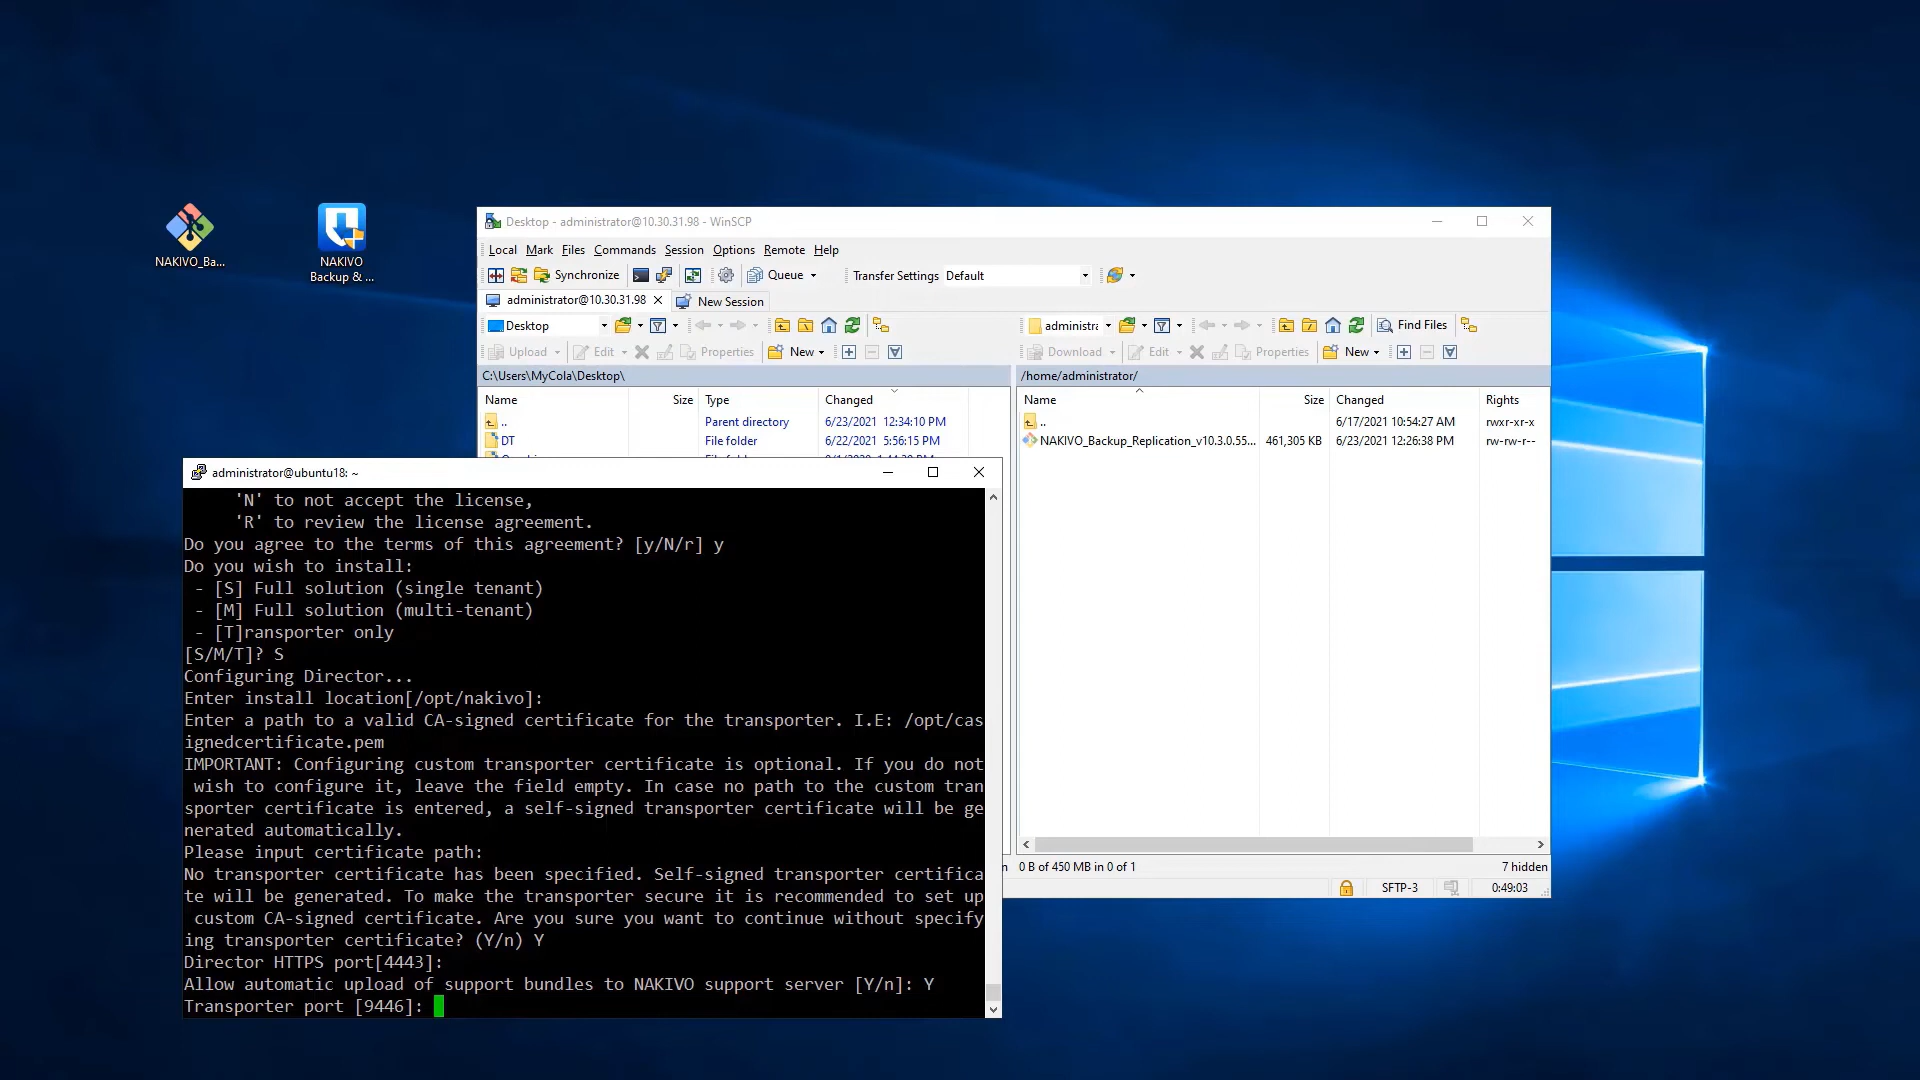 NAKIVO_Ba...
NAKIVO
Backup & ...
Desktop - administrator@10.30.31.98 - WinSCP
Local Mark Files Commands Session Options Remote Help
Synchronize Queue Transfer Settings Default
administrator@10.30.31.98 New Session
Desktop
Upload Edit Properties New
C:\Users\MyCola\Desktop\
Name Size Type Changed
.. Parent directory 6/23/2021 12:34:10 PM
DT File folder 6/22/2021 5:56:15 PM
administra Find Files
Download Edit Properties New
/home/administrator/
Name Size Changed Rights
.. 6/17/2021 10:54:27 AM rwxr-xr-x
NAKIVO_Backup_Replication_v10.3.0.55... 461,305 KB 6/23/2021 12:26:38 PM rw-rw-r--
0 B of 450 MB in 0 of 1 7 hidden
SFTP-3 0:49:03
administrator@ubuntu18: ~
'N' to not accept the license,
'R' to review the license agreement.
Do you agree to the terms of this agreement? [y/N/r] y
Do you wish to install:
- [S] Full solution (single tenant)
- [M] Full solution (multi-tenant)
- [T]ransporter only
[S/M/T]? S
Configuring Director...
Enter install location[/opt/nakivo]:
Enter a path to a valid CA-signed certificate for the transporter. I.E: /opt/cas
ignedcertificate.pem
IMPORTANT: Configuring custom transporter certificate is optional. If you do not
wish to configure it, leave the field empty. In case no path to the custom tran
sporter certificate is entered, a self-signed transporter certificate will be ge
nerated automatically.
Please input certificate path:
No transporter certificate has been specified. Self-signed transporter certifica
te will be generated. To make the transporter secure it is recommended to set up
custom CA-signed certificate. Are you sure you want to continue without specify
ing transporter certificate? (Y/n) Y
Director HTTPS port[4443]:
Allow automatic upload of support bundles to NAKIVO support server [Y/n]: Y
Transporter port [9446]: